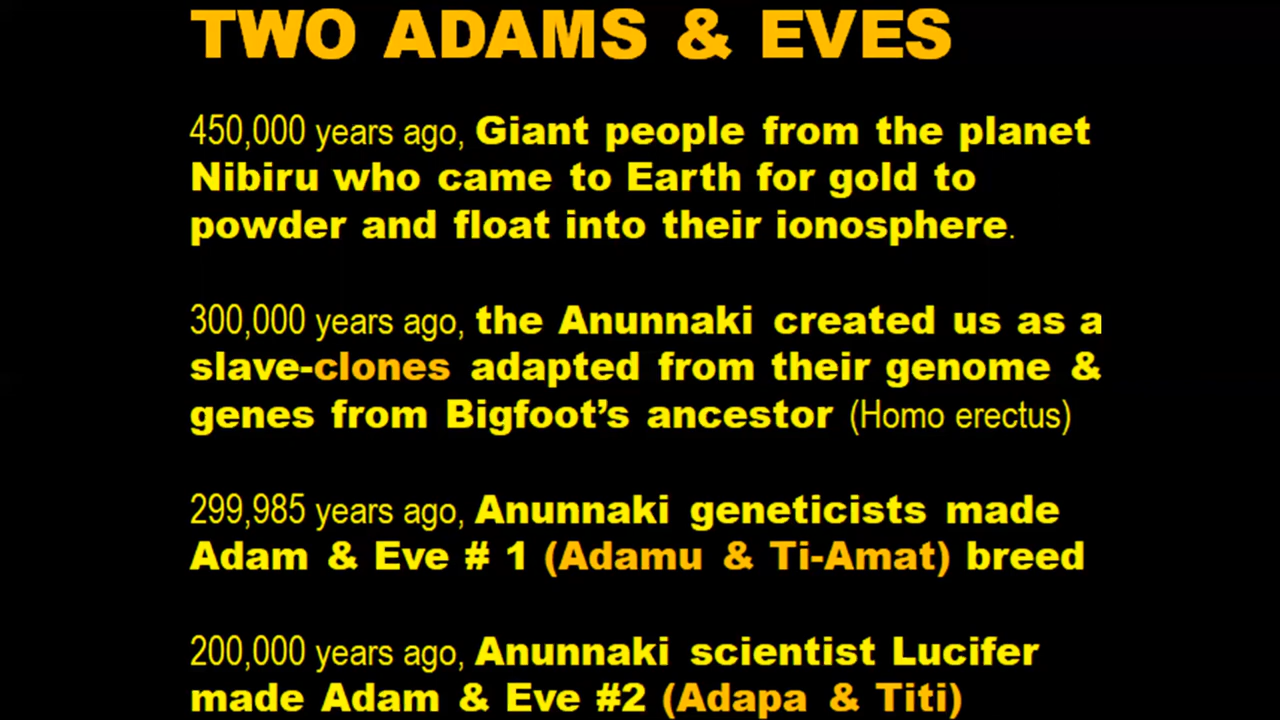 TWO ADAMS & EVES
450,000 years ago, Giant people from the planet
Nibiru who came to Earth for gold to
powder and float into their ionosphere.
300,000 years ago, the Anunnaki created us as a
slave-clones adapted from their genome &
genes from Bigfoot’s ancestor (Homo erectus)
299,985 years ago, Anunnaki geneticists made
Adam & Eve # 1 (Adamu & Ti-Amat) breed
200,000 years ago, Anunnaki scientist Lucifer
made Adam & Eve #2 (Adapa & Titi)